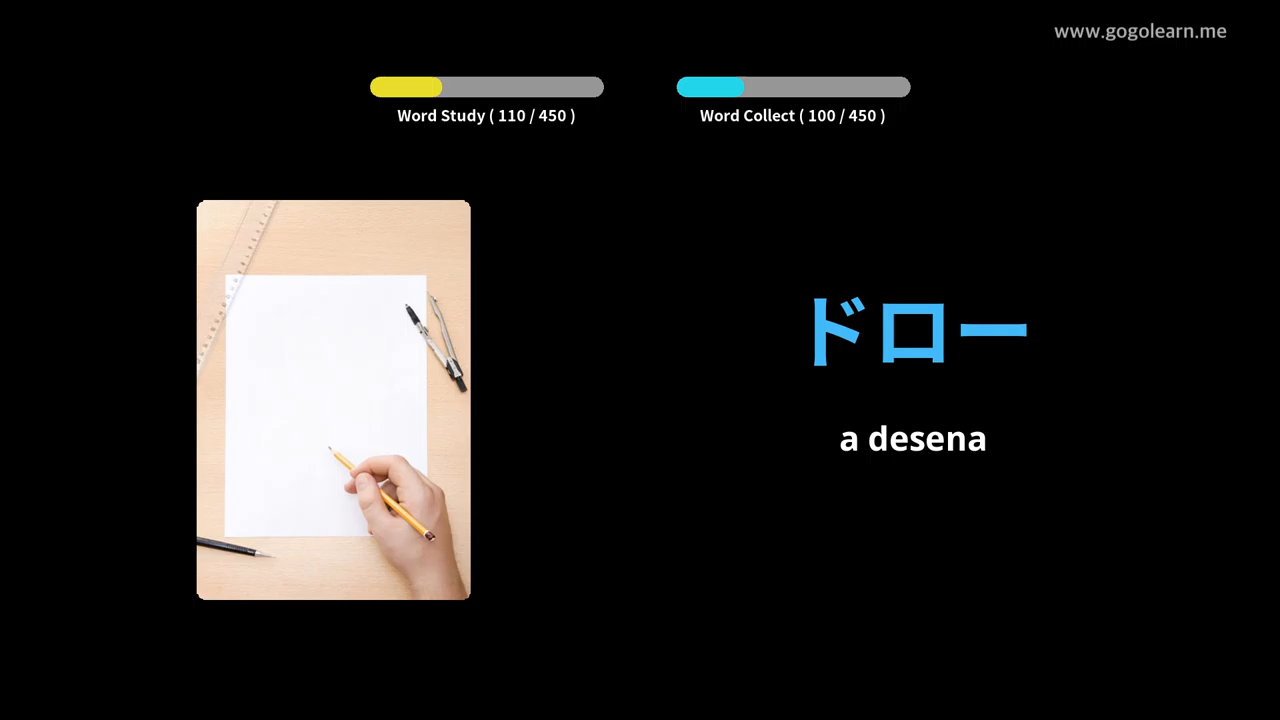 www.gogolearn.me
Word Study ( 110 / 450 )
Word Collect ( 100 / 450 )
ドロー
a desena